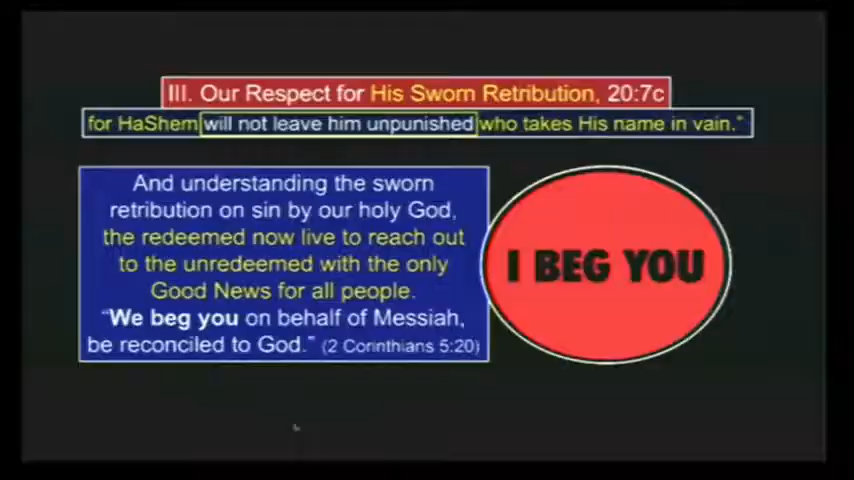 III. Our Respect for His Sworn Retribution, 20:7c
for HaShem will not leave him unpunished who takes His name in vain."
And understanding the sworn
retribution on sin by our holy God,
the redeemed now live to reach out
to the unredeemed with the only
Good News for all people.
"We beg you on behalf of Messiah,
be reconciled to God." (2 Corinthians 5:20)
I BEG YOU